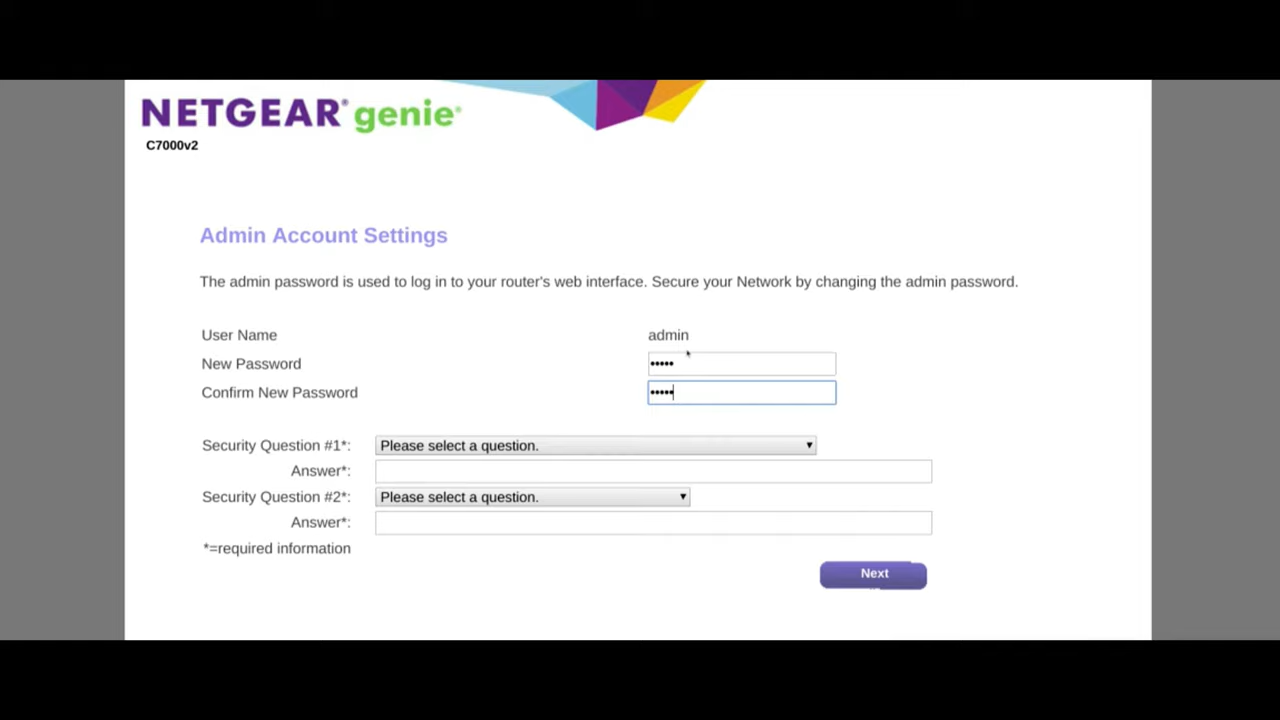 NETGEAR® genie®
C7000v2
Admin Account Settings
The admin password is used to log in to your router's web interface. Secure your Network by changing the admin password.
User Name admin
New Password •••••
Confirm New Password •••••
Security Question #1*: Please select a question.
Answer*:
Security Question #2*: Please select a question.
Answer*:
*=required information
Next